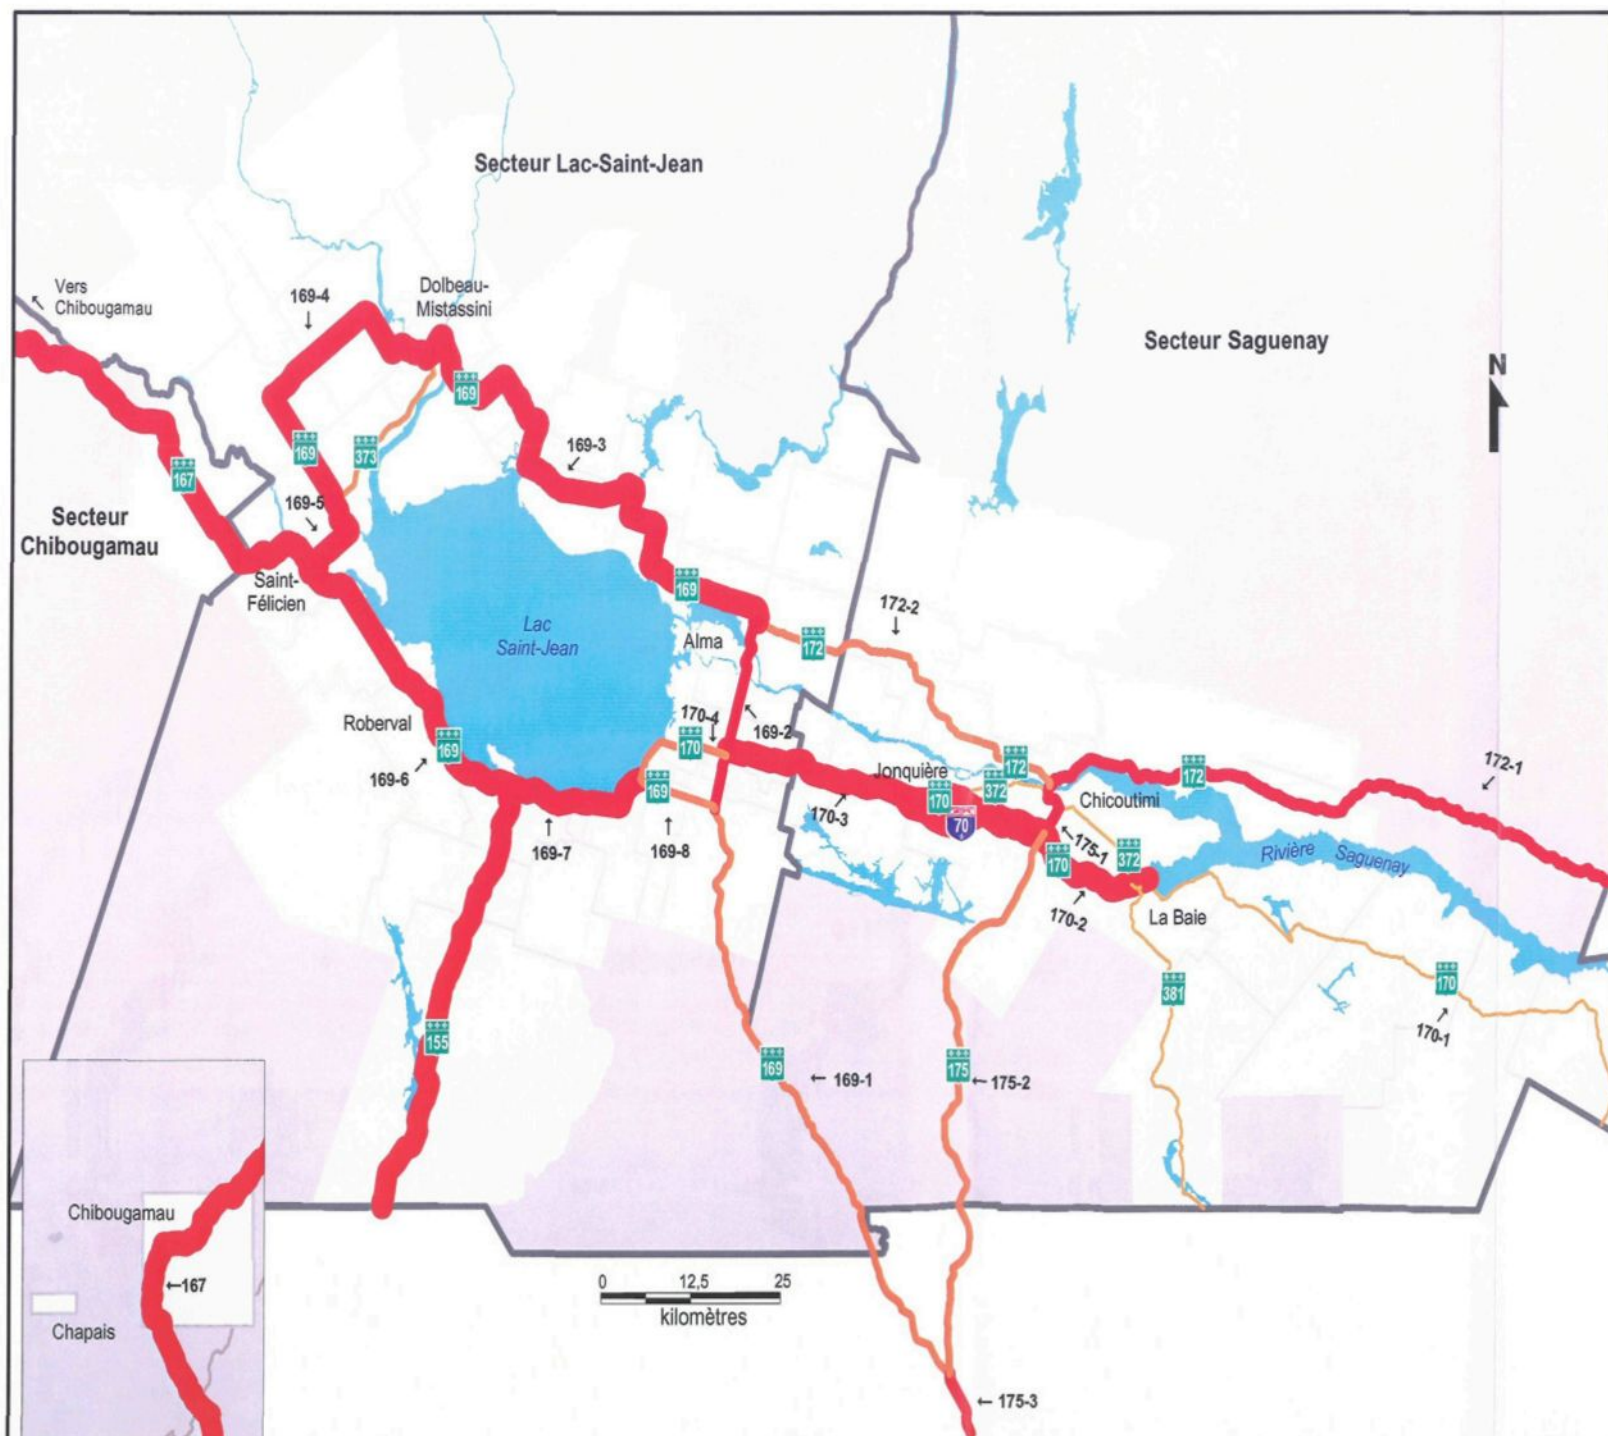 Secteur Lac-Saint-Jean
Vers
Chibougamau
169-4
Dolbeau-
Mistassini
Secteur Saguenay
N
169
169
373
169-3
167
169-5
Secteur
Chibougamau
Saint-
Félicien
169
Lac
Saint-Jean
Alma
172
172-2
Roberval
169
169-6
170-4
170
169-2
169
Jonquière
170
372
172
70
170-3
Chicoutimi
172
172-1
175-1
372
170
Rivière Saguenay
169-7
169-8
170-2
La Baie
381
170
170-1
155
169
169-1
175
175-2
Chibougamau
167
Chapais
0 12,5 25
kilomètres
175-3